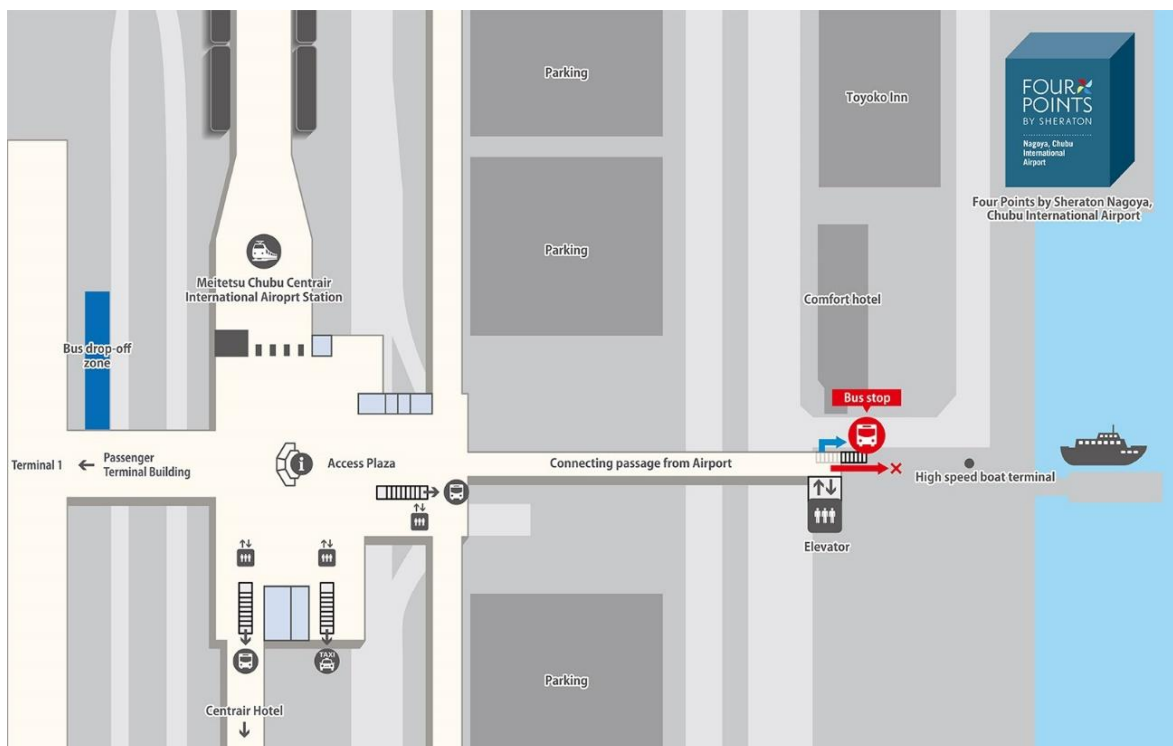 Parking
Toyoko Inn
FOUR
POINTS
BY SHERATON
Nagoya, Chubu
International
Airport
Four Points by Sheraton Nagoya,
Chubu International Airport
Parking
Meitetsu Chubu Centrair
International Airoprt Station
Comfort hotel
Bus drop-off
zone
Bus stop
Terminal 1 ← Passenger
Terminal Building
i
Access Plaza
Connecting passage from Airport
High speed boat terminal
Elevator
TAXI
Parking
Centrair Hotel